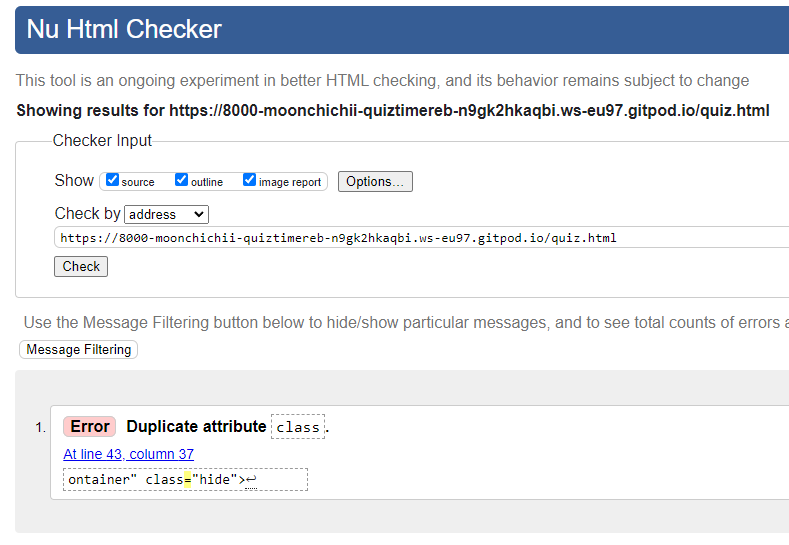 Nu Html Checker
This tool is an ongoing experiment in better HTML checking, and its behavior remains subject to change
Showing results for https://8000-moonchichii-quiztimereb-n9gk2hkaqbi.ws-eu97.gitpod.io/quiz.html
Checker Input
Show source outline image report Options...
Check by address
https://8000-moonchichii-quiztimereb-n9gk2hkaqbi.ws-eu97.gitpod.io/quiz.html
Check
Use the Message Filtering button below to hide/show particular messages, and to see total counts of errors a
Message Filtering
1. Error Duplicate attribute class.
At line 43, column 37
ontainer" class="hide">↩